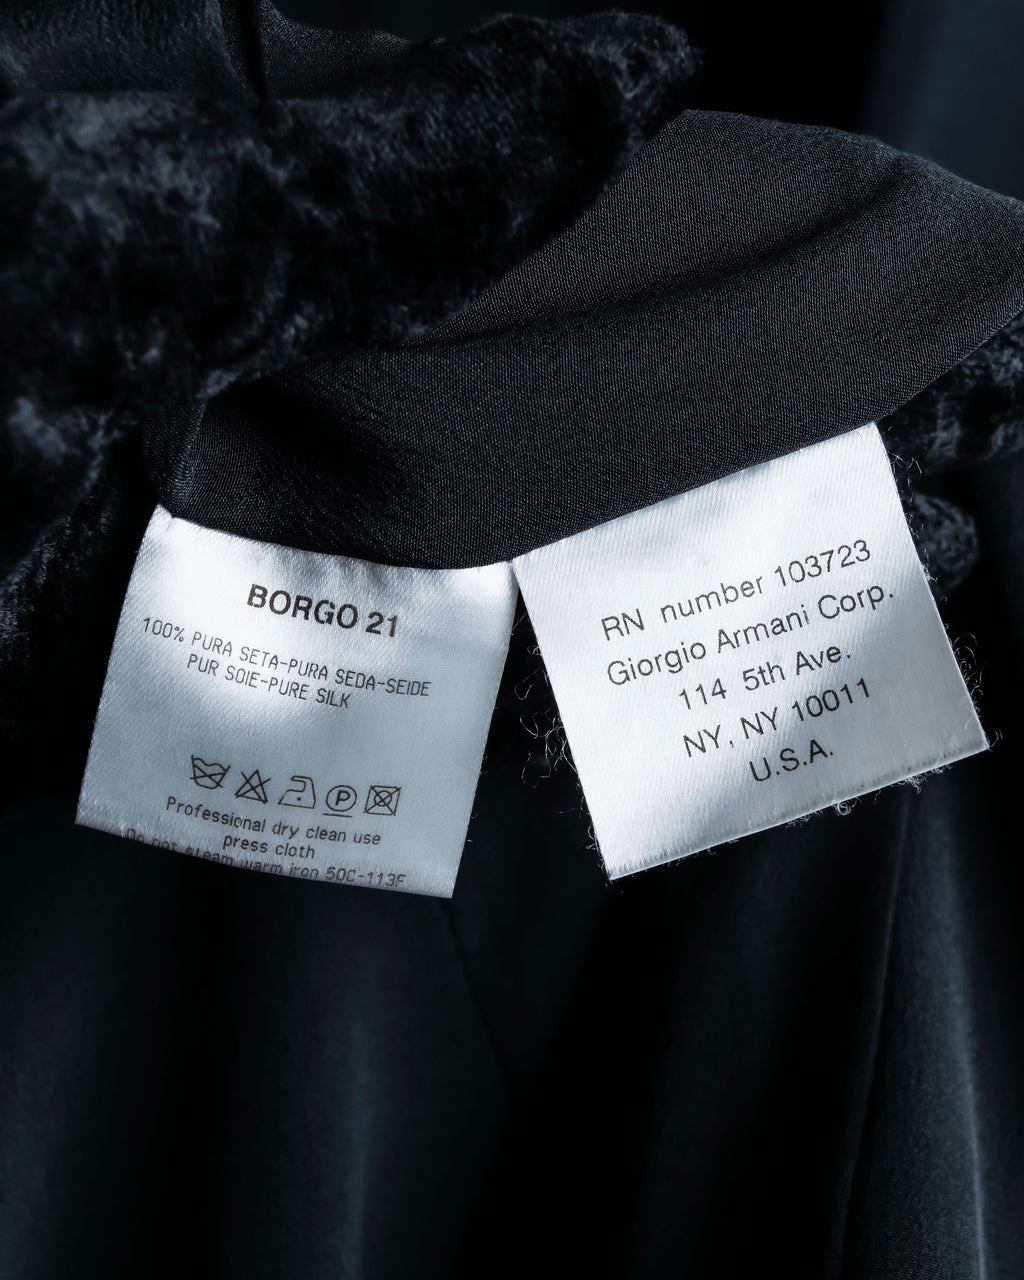 BORGO 21
100% PURA SETA-PURA SEDA-SEIDE
PUR SOIE-PURE SILK
P
Professional dry clean use
press cloth
Do not steam warm iron 50C-113F
RN number 103723
Giorgio Armani Corp.
114 5th Ave.
NY, NY 10011
U.S.A.